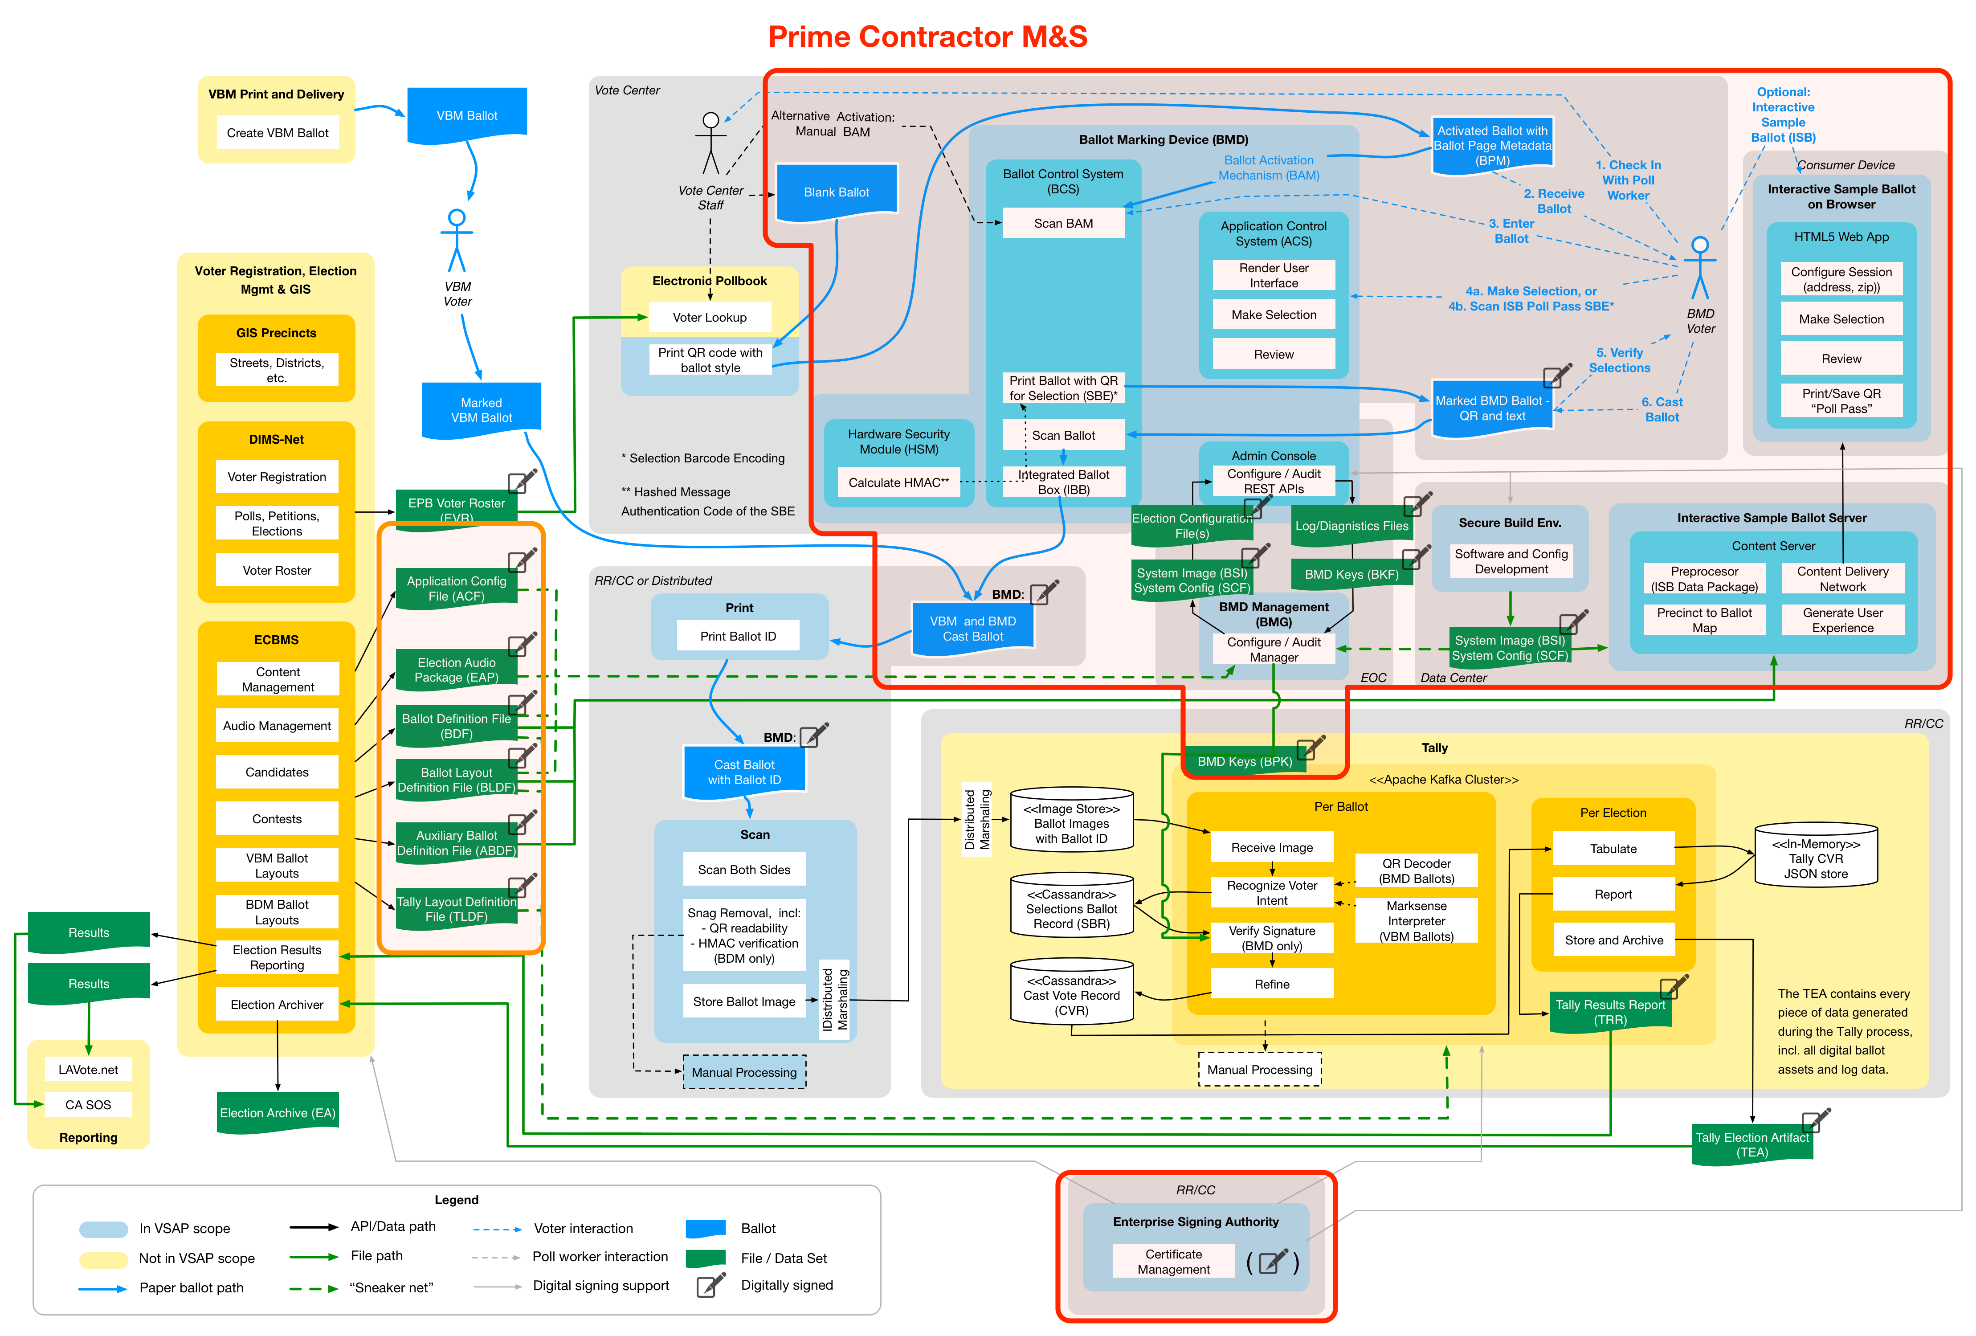 Prime Contractor M&S
VBM Print and Delivery
Create VBM Ballot
VBM Ballot
VBM
Voter
Marked
VBM Ballot
Voter Registration, Election
Mgmt & GIS
GIS Precincts
Streets, Districts,
etc.
DIMS-Net
Voter Registration
Polls, Petitions,
Elections
Voter Roster
ECBMS
Content
Management
Audio Management
Candidates
Contests
VBM Ballot
Layouts
BDM Ballot
Layouts
Election Results
Reporting
Election Archiver
Results
Results
LAVote.net
CA SOS
Reporting
Election Archive (EA)
EPB Voter Roster
(EVR)
Application Config
File (ACF)
Election Audio
Package (EAP)
Ballot Definition File
(BDF)
Ballot Layout
Definition File (BLDF)
Auxiliary Ballot
Definition File (ABDF)
Tally Layout Definition
File (TLDF)
Vote Center
Vote Center
Staff
Alternative Activation:
Manual BAM
Blank Ballot
Electronic Pollbook
Voter Lookup
Print QR code with
ballot style
* Selection Barcode Encoding
** Hashed Message
Authentication Code of the SBE
Ballot Marking Device (BMD)
Ballot Control System
(BCS)
Scan BAM
Ballot Activation
Mechanism (BAM)
Application Control
System (ACS)
Render User
Interface
Make Selection
Review
Print Ballot with QR
for Selection (SBE)*
Scan Ballot
Integrated Ballot
Box (IBB)
Hardware Security
Module (HSM)
Calculate HMAC**
Admin Console
Configure / Audit
REST APIs
Activated Ballot with
Ballot Page Metadata
(BPM)
1. Check In
With Poll
Worker
2. Receive
Ballot
3. Enter
Ballot
4a. Make Selection, or
4b. Scan ISB Poll Pass SBE*
5. Verify
Selections
6. Cast
Ballot
BMD
Voter
Marked BMD Ballot -
QR and text
Optional:
Interactive
Sample
Ballot (ISB)
Consumer Device
Interactive Sample Ballot
on Browser
HTML5 Web App
Configure Session
(address, zip))
Make Selection
Review
Print/Save QR
“Poll Pass”
Election Configuration
File(s)
Log/Diagnostics Files
System Image (BSI)
System Config (SCF)
BMD Keys (BKF)
BMD Management
(BMG)
Configure / Audit
Manager
EOC
Secure Build Env.
Software and Config
Development
System Image (BSI)
System Config (SCF)
Data Center
Interactive Sample Ballot Server
Content Server
Preprocesor
(ISB Data Package)
Content Delivery
Network
Precinct to Ballot
Map
Generate User
Experience
RR/CC or Distributed
Print
Print Ballot ID
BMD:
VBM and BMD
Cast Ballot
BMD:
Cast Ballot
with Ballot ID
Scan
Scan Both Sides
Snag Removal, incl:
- QR readability
- HMAC verification
(BDM only)
Store Ballot Image
IDistributed
Marshaling
Manual Processing
RR/CC
Tally
BMD Keys (BPK)
<<Apache Kafka Cluster>>
Distributed
Marshaling
<<Image Store>>
Ballot Images
with Ballot ID
<<Cassandra>>
Selections Ballot
Record (SBR)
<<Cassandra>>
Cast Vote Record
(CVR)
Per Ballot
Receive Image
Recognize Voter
Intent
Verify Signature
(BMD only)
Refine
QR Decoder
(BMD Ballots)
Marksense
Interpreter
(VBM Ballots)
Manual Processing
Per Election
Tabulate
Report
Store and Archive
<<In-Memory>>
Tally CVR
JSON store
Tally Results Report
(TRR)
The TEA contains every
piece of data generated
during the Tally process,
incl. all digital ballot
assets and log data.
Tally Election Artifact
(TEA)
RR/CC
Enterprise Signing Authority
Certificate
Management
( )
Legend
In VSAP scope
Not in VSAP scope
Paper ballot path
API/Data path
File path
“Sneaker net”
Voter interaction
Poll worker interaction
Digital signing support
Ballot
File / Data Set
Digitally signed